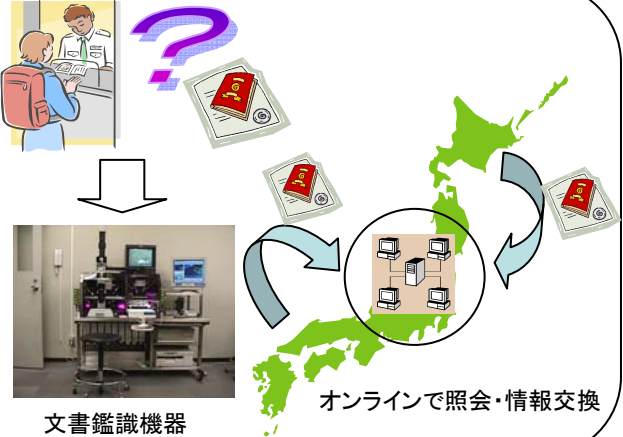 ?
オンラインで照会・情報交換
文書鑑識機器